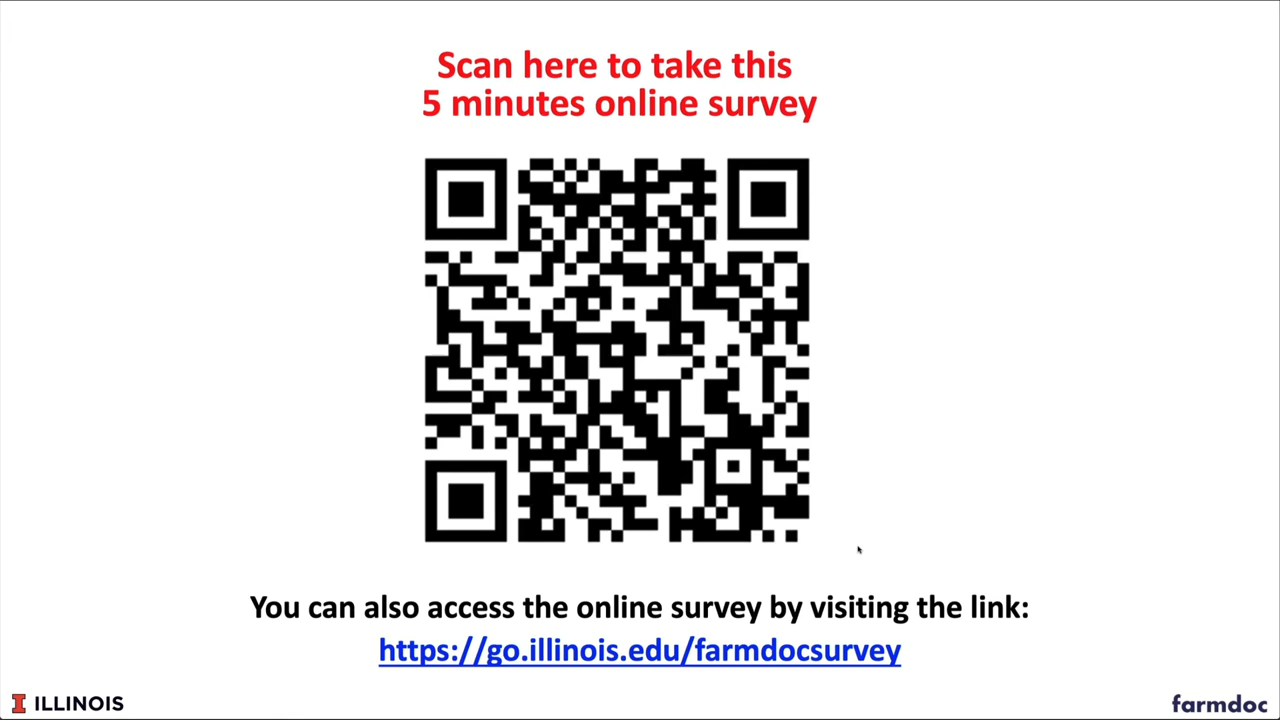 Scan here to take this
5 minutes online survey
You can also access the online survey by visiting the link:
https://go.illinois.edu/farmdocsurvey
I ILLINOIS
farmdoc